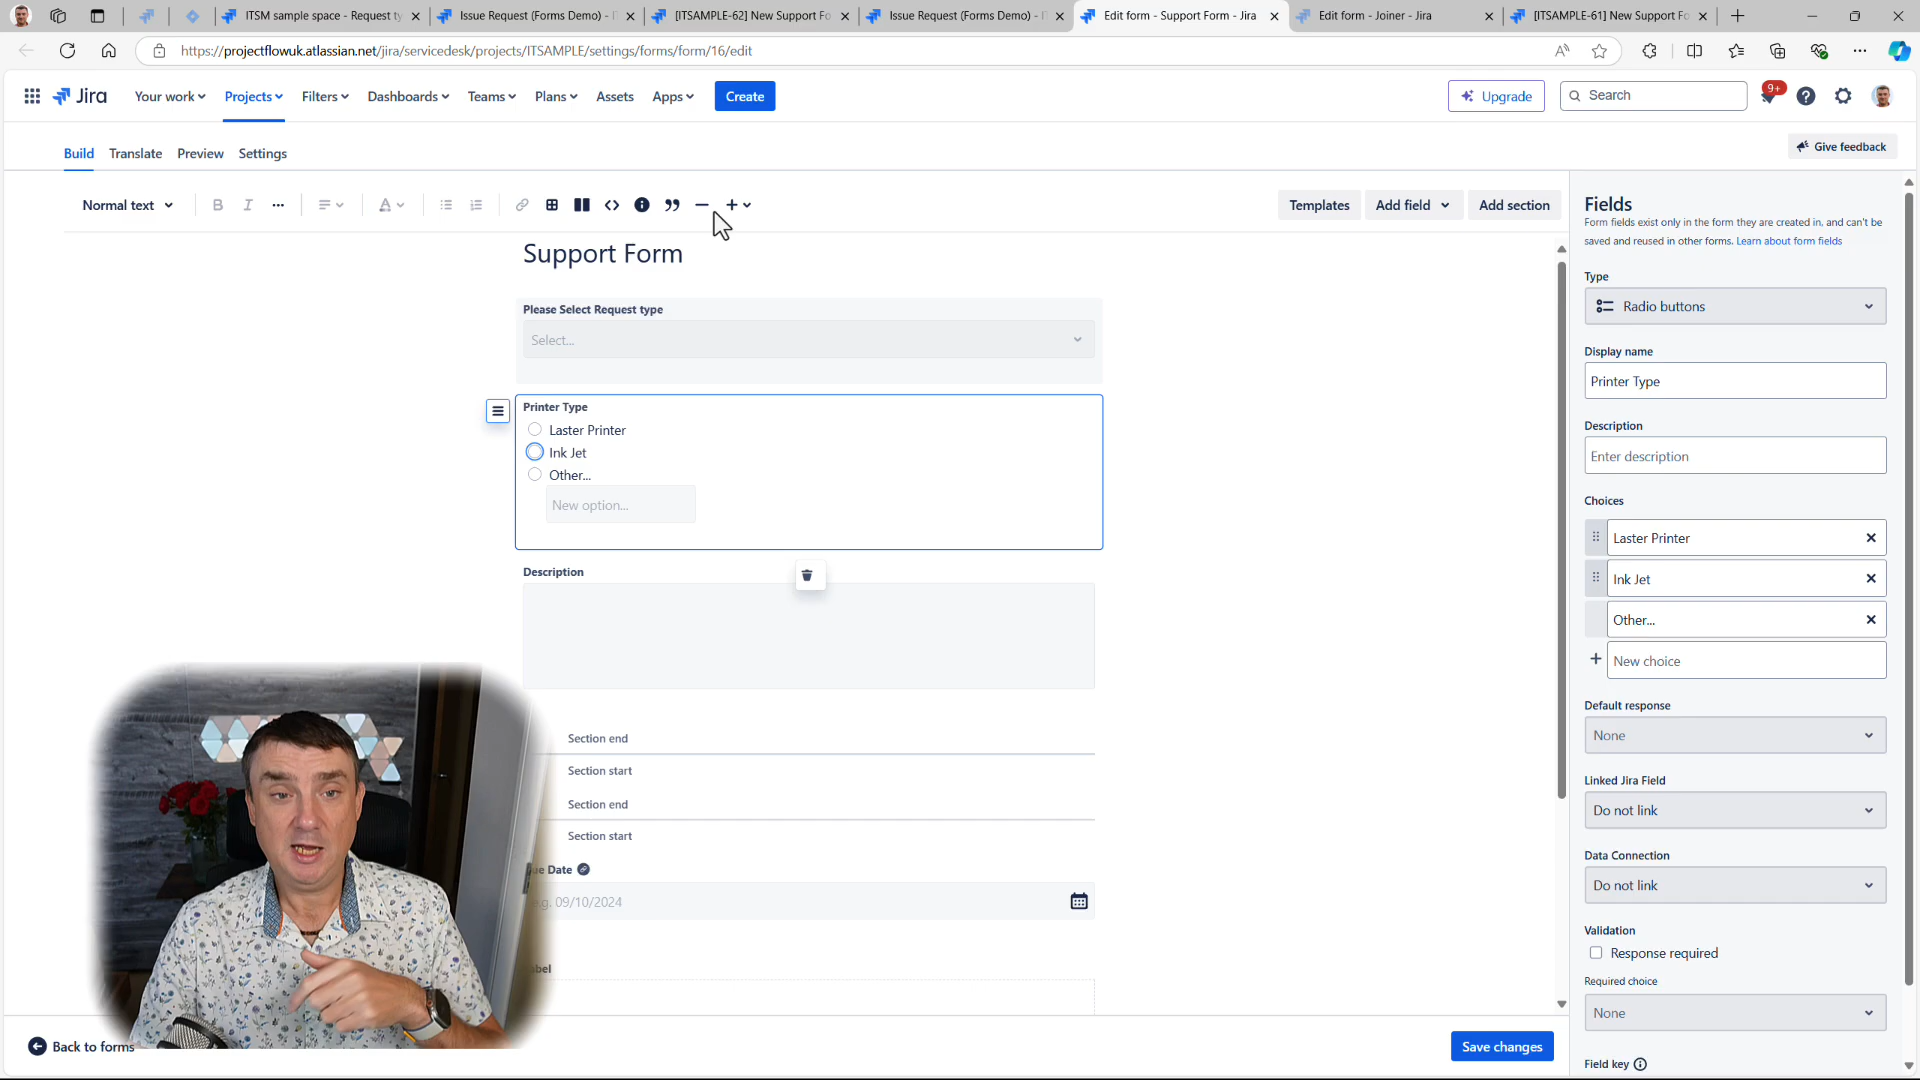 ITSM sample space - Request ty
Issue Request (Forms Demo) - I
[ITSAMPLE-62] New Support Fo
Issue Request (Forms Demo) - I
Edit form - Support Form - Jira
Edit form - Joiner - Jira
[ITSAMPLE-61] New Support Fo
https://projectflowuk.atlassian.net/jira/servicedesk/projects/ITSAMPLE/settings/forms/form/16/edit
Jira
Your work
Projects
Filters
Dashboards
Teams
Plans
Assets
Apps
Create
Upgrade
Search
9+
Build
Translate
Preview
Settings
Give feedback
Normal text
B
I
A
Templates
Add field
Add section
Support Form
Please Select Request type
Select...
Printer Type
Laster Printer
Ink Jet
Other...
New option...
Description
Section end
Section start
Section end
Section start
ue Date
e.g. 09/10/2024
bel
Back to forms
Save changes
Fields
Form fields exist only in the form they are created in, and can't be
saved and reused in other forms. Learn about form fields
Type
Radio buttons
Display name
Printer Type
Description
Enter description
Choices
Laster Printer
Ink Jet
Other...
New choice
Default response
None
Linked Jira Field
Do not link
Data Connection
Do not link
Validation
Response required
Required choice
None
Field key